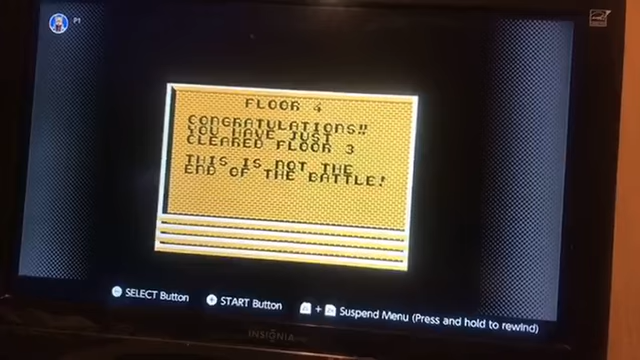 P1
FLOOR 4
CONGRATULATIONS!!
YOU HAVE JUST
CLEARED FLOOR 3
THIS IS NOT THE
END OF THE BATTLE!
SELECT Button
START Button
+
Suspend Menu (Press and hold to rewind)
INSIGNIA